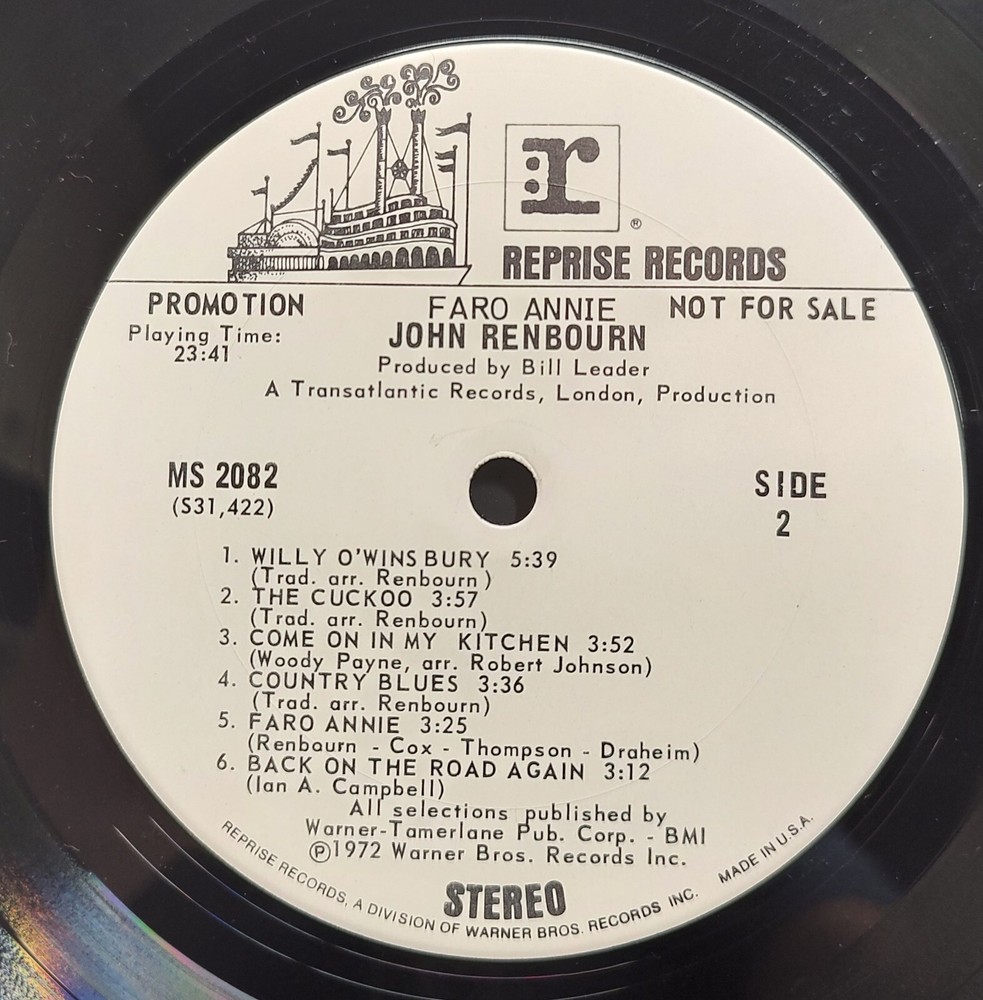 :r
®
REPRISE RECORDS
PROMOTION FARO ANNIE NOT FOR SALE
Playing Time: JOHN RENBOURN
23:41 Produced by Bill Leader
A Transatlantic Records, London, Production
MS 2082 SIDE
(S31,422) 2
1. WILLY O'WINSBURY 5:39
(Trad. arr. Renbourn)
2. THE CUCKOO 3:57
(Trad. arr. Renbourn)
3. COME ON IN MY KITCHEN 3:52
(Woody Payne, arr. Robert Johnson)
4. COUNTRY BLUES 3:36
(Trad. arr. Renbourn)
5. FARO ANNIE 3:25
(Renbourn - Cox - Thompson - Draheim)
6. BACK ON THE ROAD AGAIN 3:12
(Ian A. Campbell)
All selections published by
Warner-Tamerlane Pub. Corp. - BMI
℗1972 Warner Bros. Records Inc.
STEREO
REPRISE RECORDS, A DIVISION OF WARNER BROS. RECORDS INC. MADE IN U.S.A.